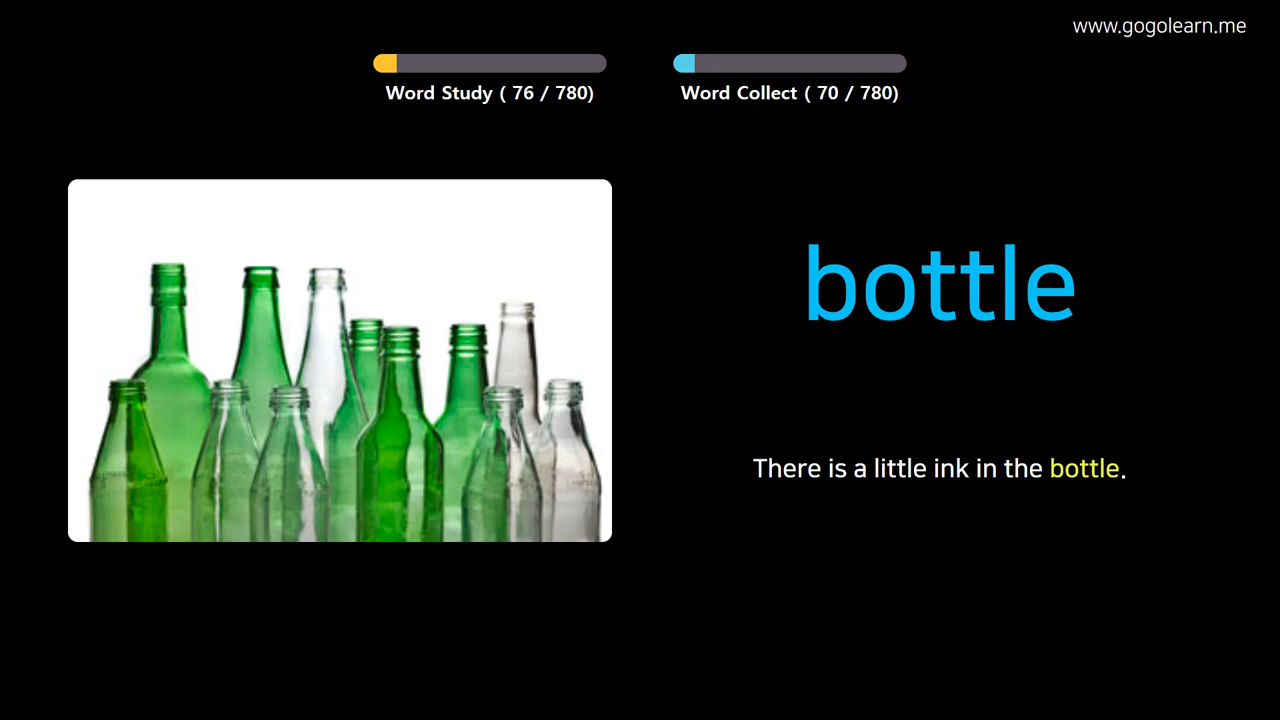 www.gogolearn.me
Word Study ( 76 / 780)
Word Collect ( 70 / 780)
bottle
There is a little ink in the bottle.